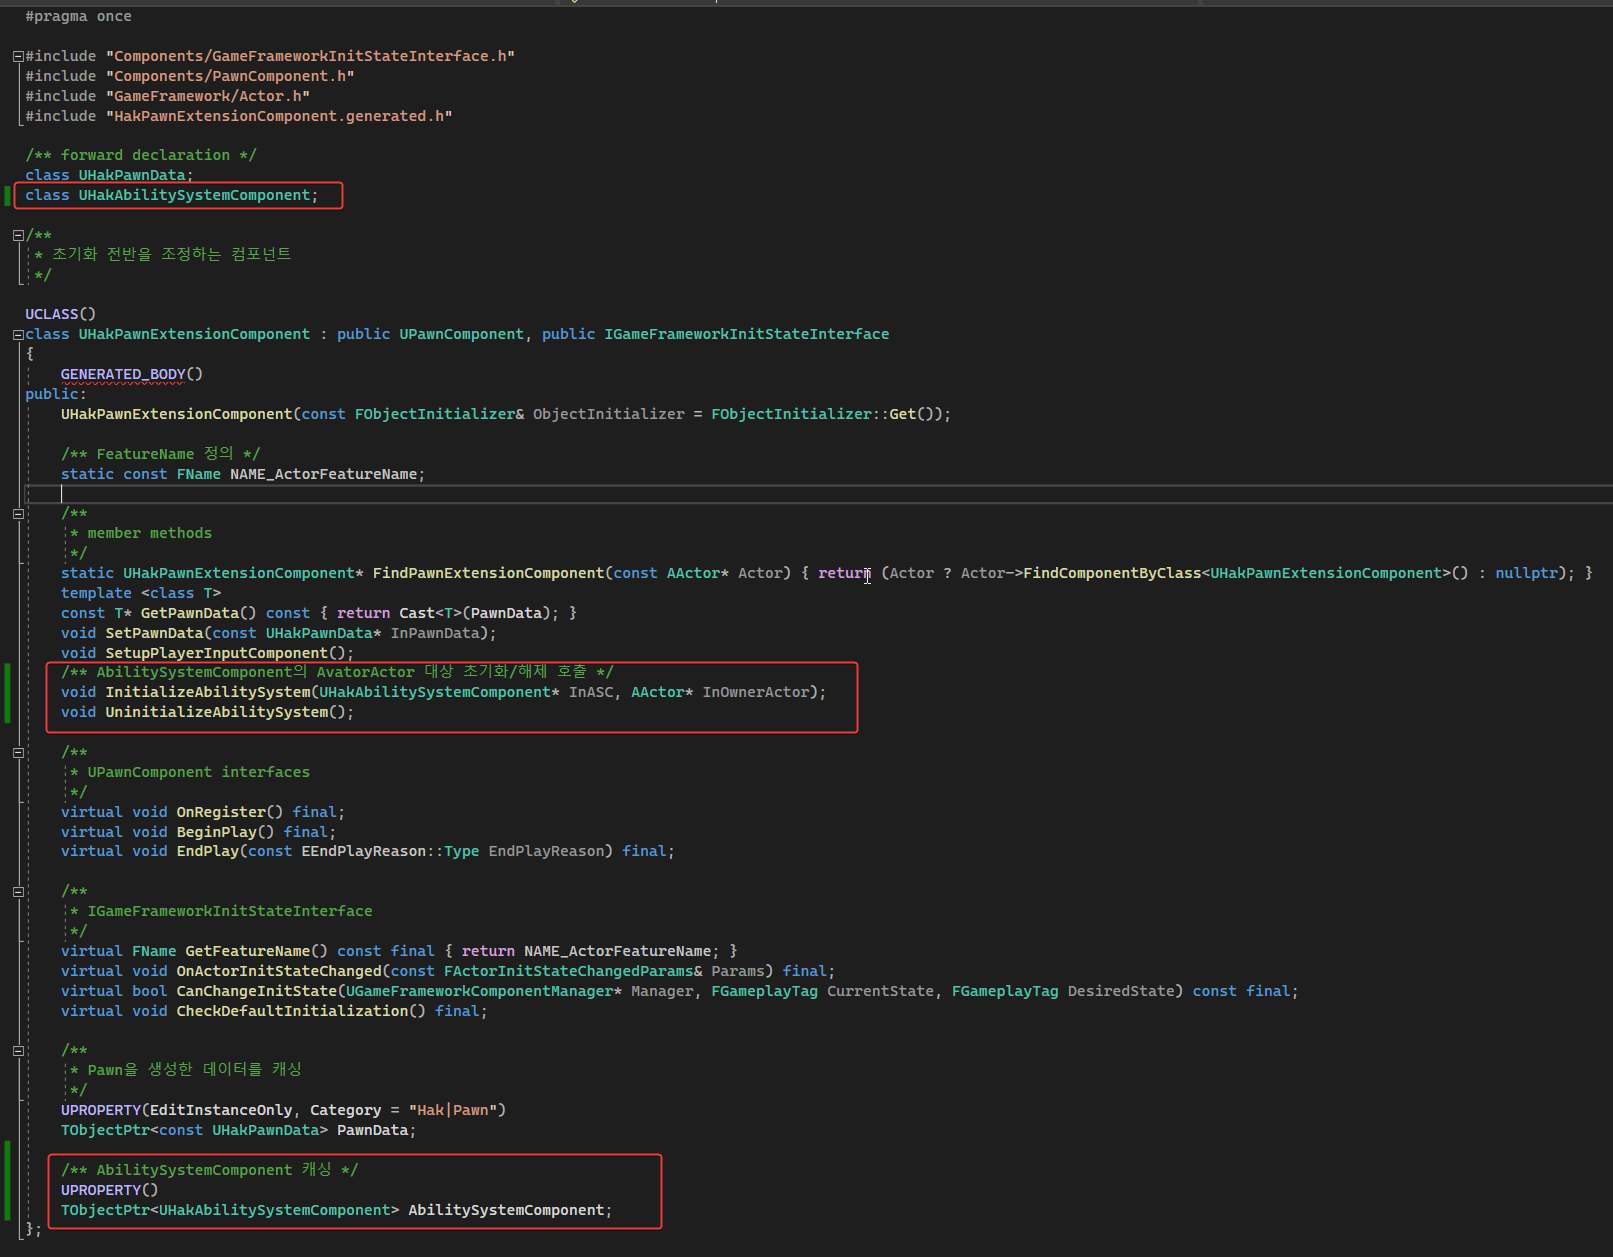 #pragma once
#include "Components/GameFrameworkInitStateInterface.h"
#include "Components/PawnComponent.h"
#include "GameFramework/Actor.h"
#include "HakPawnExtensionComponent.generated.h"
/** forward declaration */
class UHakPawnData;
class UHakAbilitySystemComponent;
/**
* 초기화 전반을 조정하는 컴포넌트
*/
UCLASS()
class UHakPawnExtensionComponent : public UPawnComponent, public IGameFrameworkInitStateInterface
{
GENERATED_BODY()
public:
UHakPawnExtensionComponent(const FObjectInitializer& ObjectInitializer = FObjectInitializer::Get());
/** FeatureName 정의 */
static const FName NAME_ActorFeatureName;
/**
* member methods
*/
static UHakPawnExtensionComponent* FindPawnExtensionComponent(const AActor* Actor) { return (Actor ? Actor->FindComponentByClass<UHakPawnExtensionComponent>() : nullptr); }
template <class T>
const T* GetPawnData() const { return Cast<T>(PawnData); }
void SetPawnData(const UHakPawnData* InPawnData);
void SetupPlayerInputComponent();
/** AbilitySystemComponent의 AvatorActor 대상 초기화/해제 호출 */
void InitializeAbilitySystem(UHakAbilitySystemComponent* InASC, AActor* InOwnerActor);
void UninitializeAbilitySystem();
/**
* UPawnComponent interfaces
*/
virtual void OnRegister() final;
virtual void BeginPlay() final;
virtual void EndPlay(const EEndPlayReason::Type EndPlayReason) final;
/**
* IGameFrameworkInitStateInterface
*/
virtual FName GetFeatureName() const final { return NAME_ActorFeatureName; }
virtual void OnActorInitStateChanged(const FActorInitStateChangedParams& Params) final;
virtual bool CanChangeInitState(UGameFrameworkComponentManager* Manager, FGameplayTag CurrentState, FGameplayTag DesiredState) const final;
virtual void CheckDefaultInitialization() final;
/**
* Pawn을 생성한 데이터를 캐싱
*/
UPROPERTY(EditInstanceOnly, Category = "Hak|Pawn")
TObjectPtr<const UHakPawnData> PawnData;
/** AbilitySystemComponent 캐싱 */
UPROPERTY()
TObjectPtr<UHakAbilitySystemComponent> AbilitySystemComponent;
};